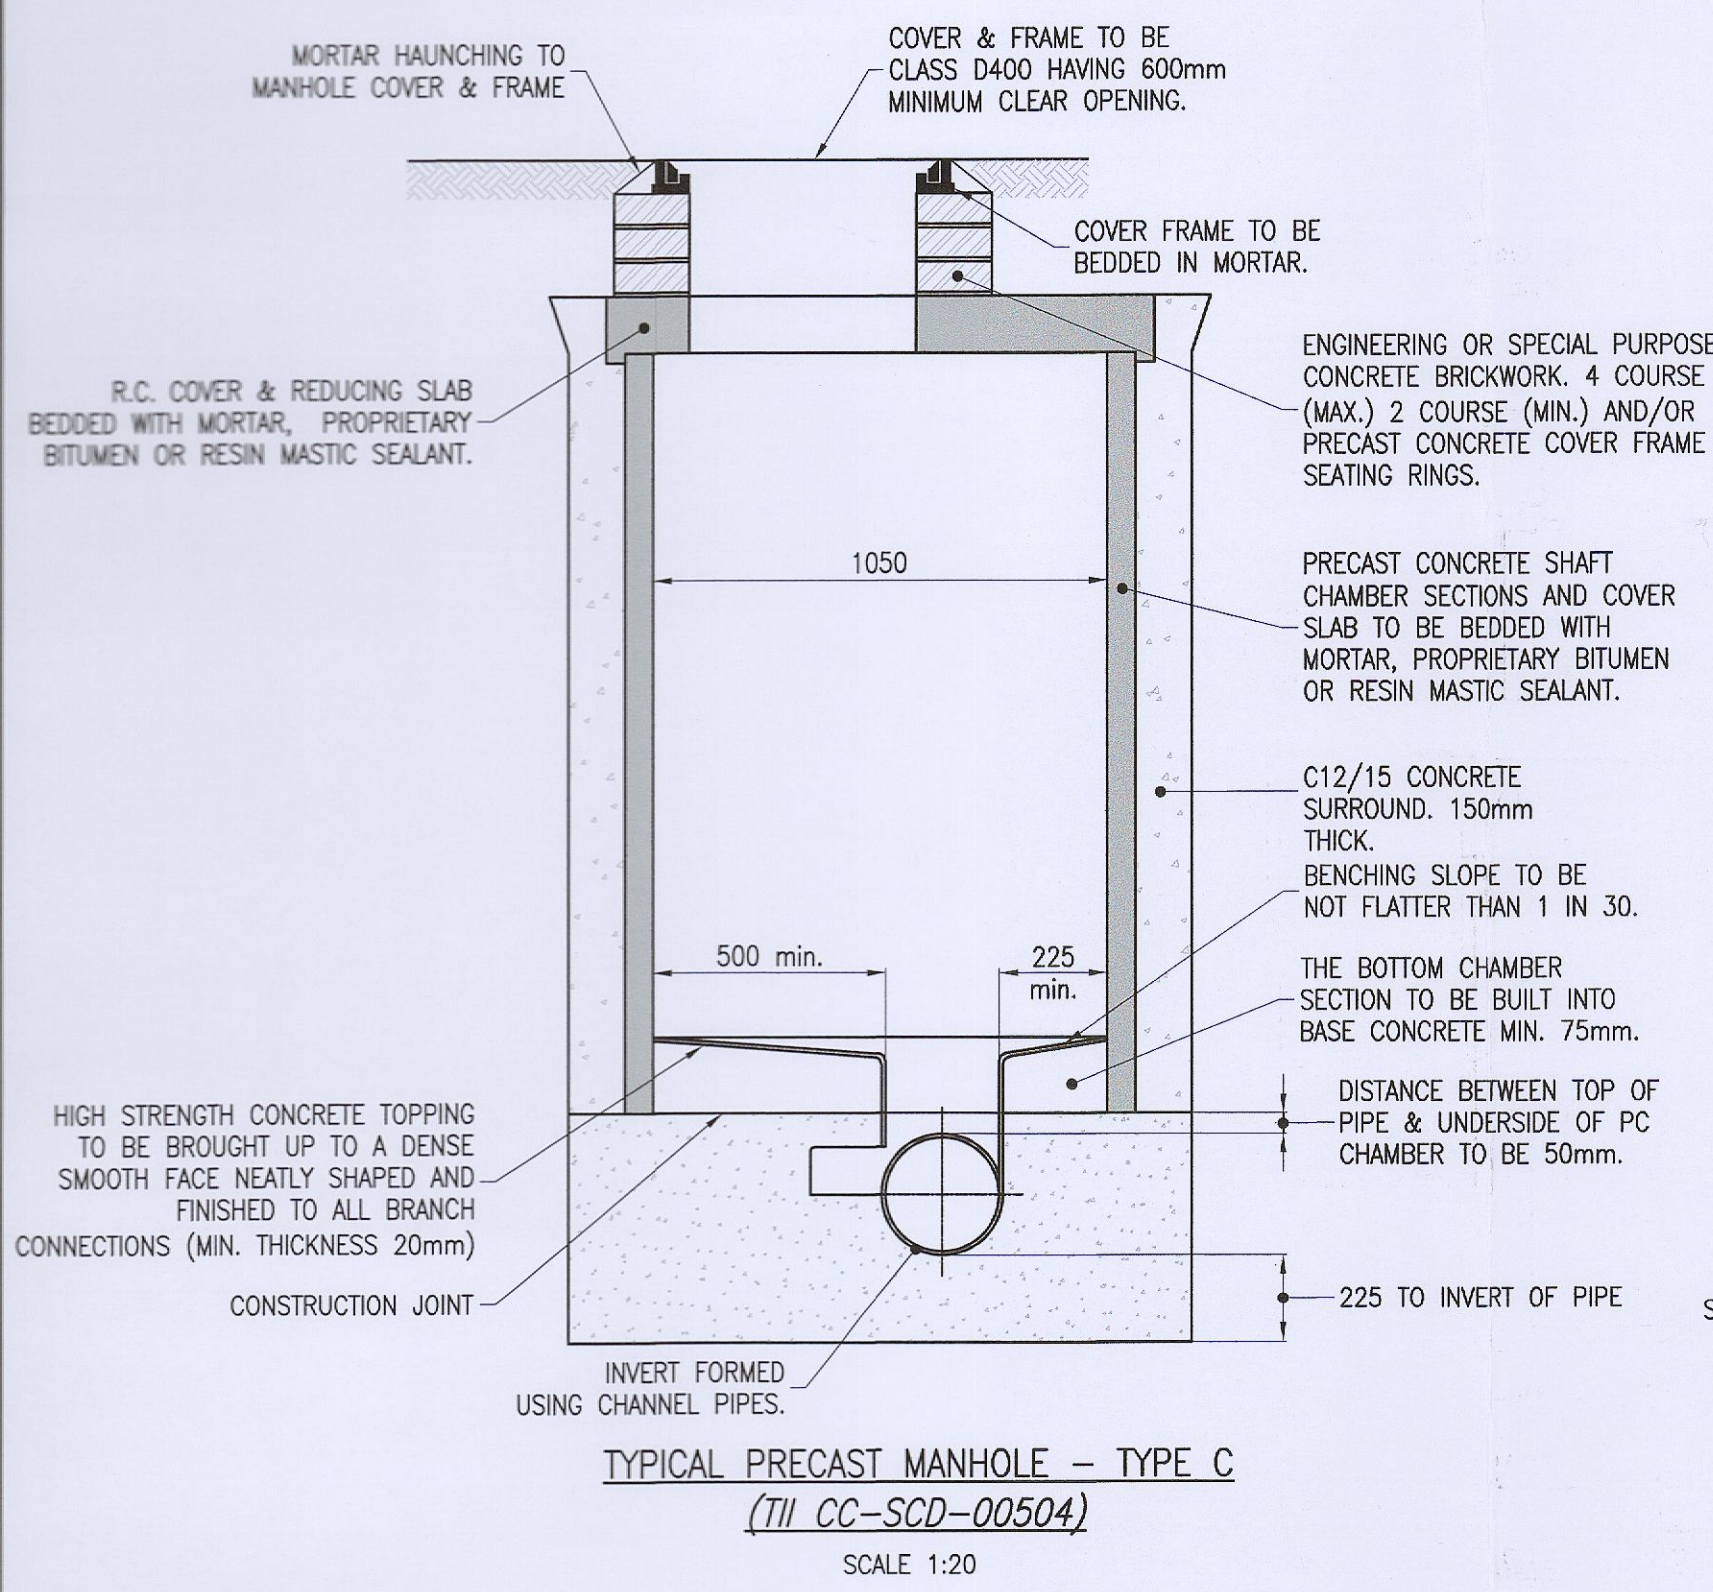 MORTAR HAUNCHING TO
MANHOLE COVER & FRAME
COVER & FRAME TO BE
CLASS D400 HAVING 600mm
MINIMUM CLEAR OPENING.
COVER FRAME TO BE
BEDDED IN MORTAR.
R.C. COVER & REDUCING SLAB
BEDDED WITH MORTAR, PROPRIETARY
BITUMEN OR RESIN MASTIC SEALANT.
ENGINEERING OR SPECIAL PURPOSE
CONCRETE BRICKWORK. 4 COURSE
(MAX.) 2 COURSE (MIN.) AND/OR
PRECAST CONCRETE COVER FRAME
SEATING RINGS.
1050
PRECAST CONCRETE SHAFT
CHAMBER SECTIONS AND COVER
SLAB TO BE BEDDED WITH
MORTAR, PROPRIETARY BITUMEN
OR RESIN MASTIC SEALANT.
C12/15 CONCRETE
SURROUND. 150mm
THICK.
BENCHING SLOPE TO BE
NOT FLATTER THAN 1 IN 30.
500 min.
225
min.
THE BOTTOM CHAMBER
SECTION TO BE BUILT INTO
BASE CONCRETE MIN. 75mm.
DISTANCE BETWEEN TOP OF
PIPE & UNDERSIDE OF PC
CHAMBER TO BE 50mm.
HIGH STRENGTH CONCRETE TOPPING
TO BE BROUGHT UP TO A DENSE
SMOOTH FACE NEATLY SHAPED AND
FINISHED TO ALL BRANCH
CONNECTIONS (MIN. THICKNESS 20mm)
CONSTRUCTION JOINT
225 TO INVERT OF PIPE
INVERT FORMED
USING CHANNEL PIPES.
TYPICAL PRECAST MANHOLE – TYPE C
(TII CC–SCD–00504)
SCALE 1:20